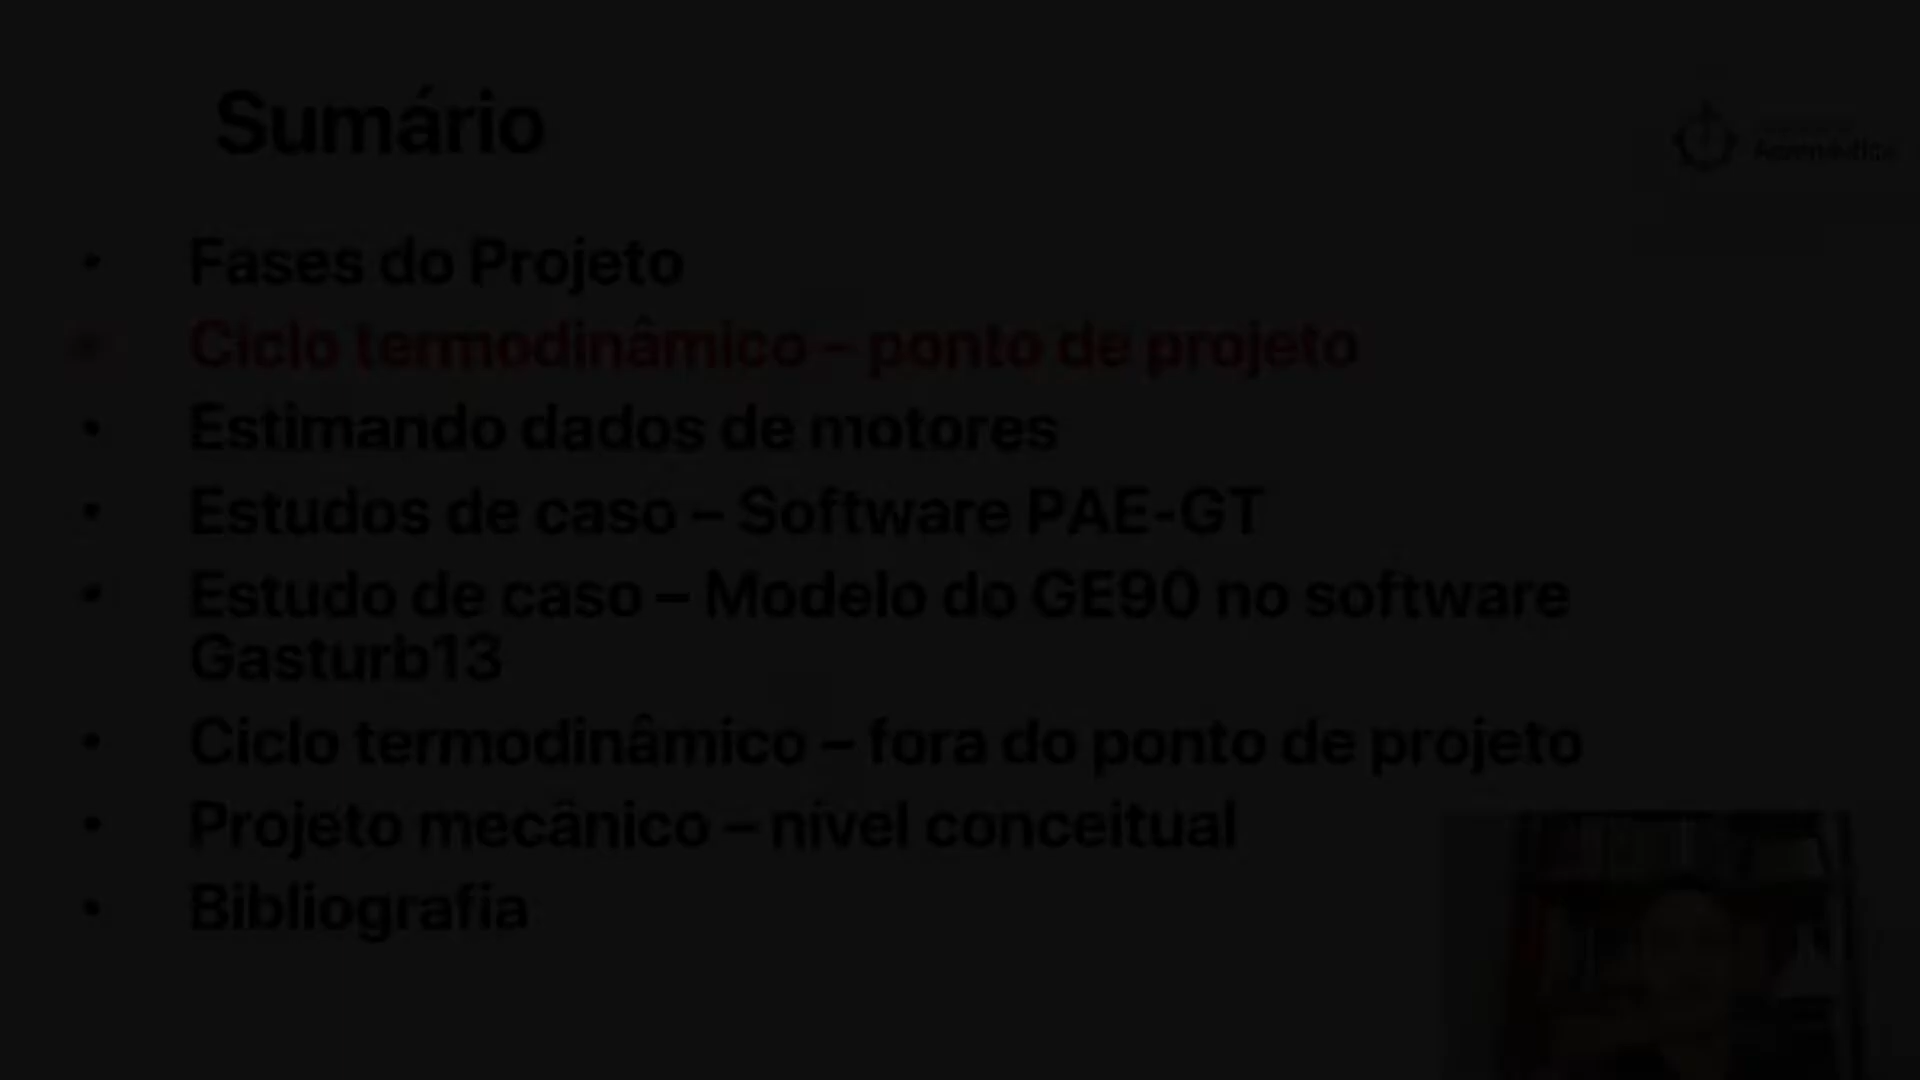 Sumário
• Fases do Projeto
• Ciclo termodinâmico – ponto de projeto
• Estimando dados de motores
• Estudos de caso – Software PAE-GT
• Estudo de caso – Modelo do GE90 no software
Gasturb13
• Ciclo termodinâmico – fora do ponto de projeto
• Projeto mecânico – nível conceitual
• Bibliografia